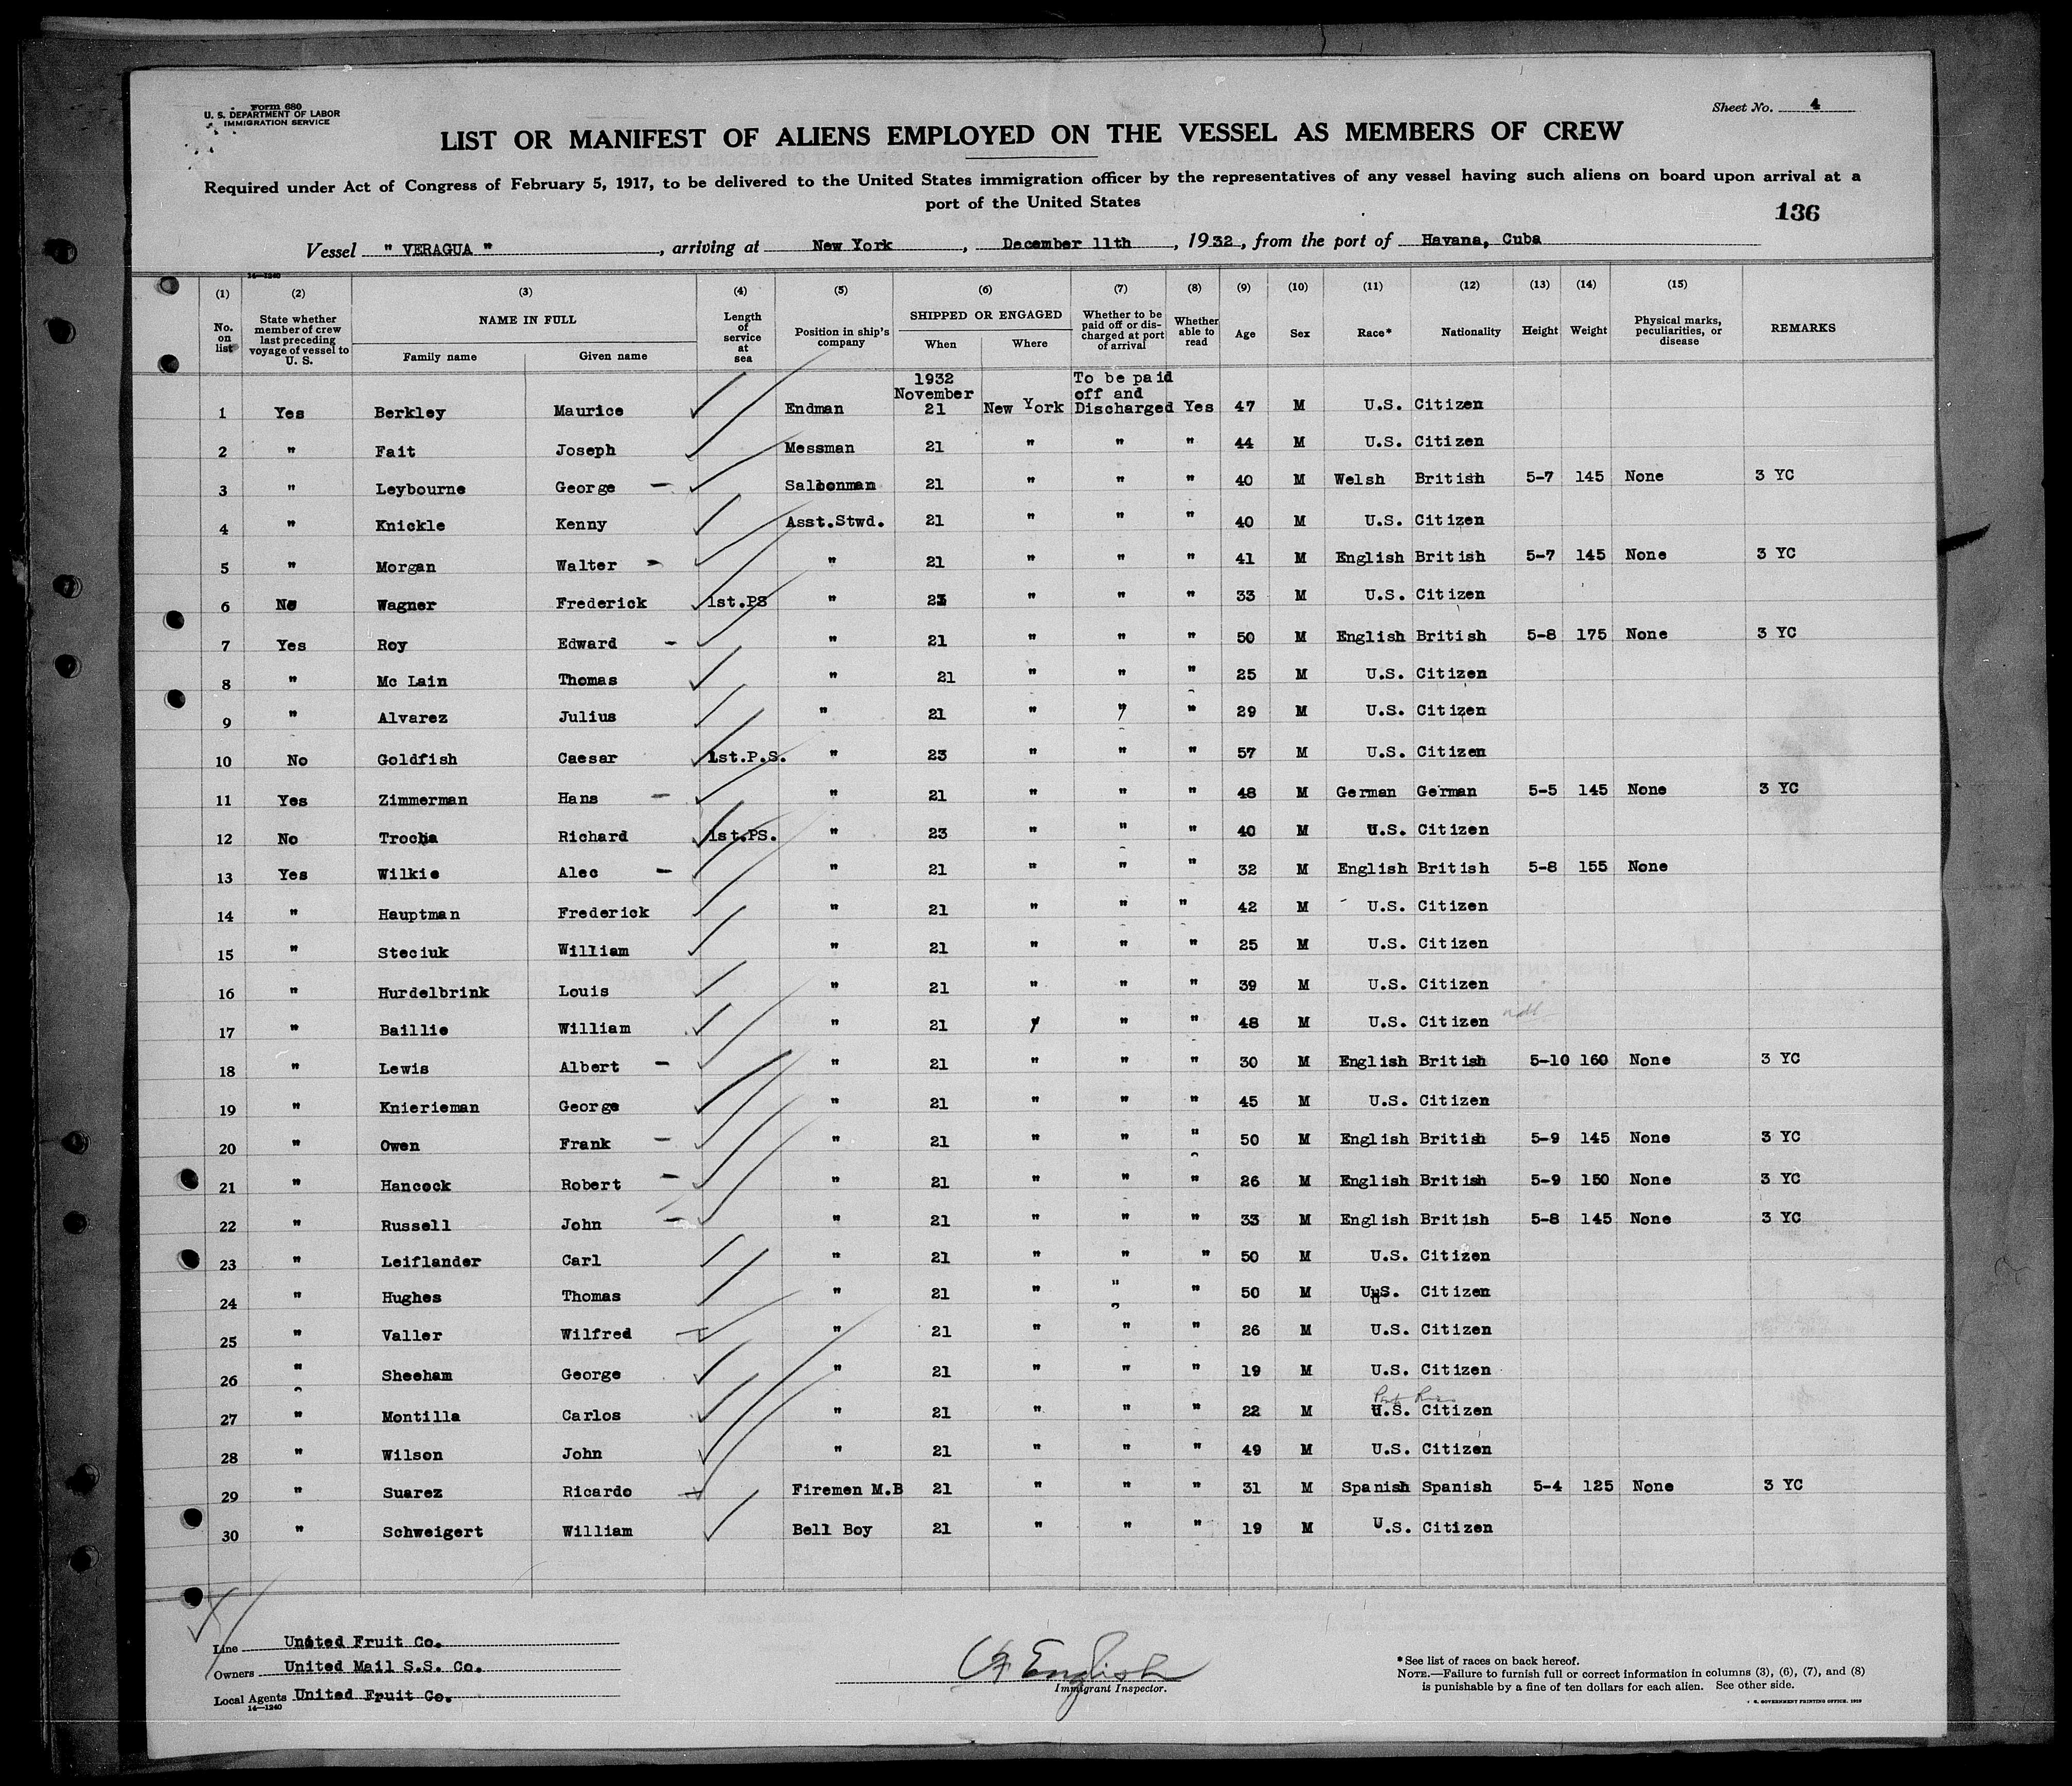 Form 680
U. S. DEPARTMENT OF LABOR
IMMIGRATION SERVICE
Sheet No. 4
LIST OR MANIFEST OF ALIENS EMPLOYED ON THE VESSEL AS MEMBERS OF CREW
Required under Act of Congress of February 5, 1917, to be delivered to the United States immigration officer by the representatives of any vessel having such aliens on board upon arrival at a
port of the United States
136
Vessel " VERAGUA " , arriving at New York , December 11th , 1932 , from the port of Havana, Cuba
14—1240
(1) (2) (3) (4) (5) (6) (7) (8) (9) (10) (11) (12) (13) (14) (15)
No. on list State whether member of crew last preceding voyage of vessel to U. S. NAME IN FULL Family name Given name Length of service at sea Position in ship's company SHIPPED OR ENGAGED When Where Whether to be paid off or discharged at port of arrival Whether able to read Age Sex Race* Nationality Height Weight Physical marks, peculiarities, or disease REMARKS
1932 To be paid
November off and
1 Yes Berkley Maurice Endman 21 New York Discharged Yes 47 M U.S. Citizen
2 " Fait Joseph Messman 21 " " " 44 M U.S. Citizen
3 " Leybourne George — Saloonman 21 " " " 40 M Welsh British 5-7 145 None 3 YC
4 " Knickle Kenny Asst.Stwd. 21 " " " 40 M U.S. Citizen
5 " Morgan Walter — " 21 " " " 41 M English British 5-7 145 None 3 YC
6 No Wagner Frederick 1st.PS " 23 " " " 33 M U.S. Citizen
7 Yes Roy Edward — " 21 " " " 50 M English British 5-8 175 None 3 YC
8 " Mc Lain Thomas " 21 " " " 25 M U.S. Citizen
9 " Alvarez Julius " 21 " " " 29 M U.S. Citizen
10 No Goldfish Caesar 1st.P.S. " 23 " " " 57 M U.S. Citizen
11 Yes Zimmerman Hans — " 21 " " " 48 M German German 5-5 145 None 3 YC
12 No Trocha Richard 1st.PS. " 23 " " " 40 M U.S. Citizen
13 Yes Wilkie Alec — " 21 " " " 32 M English British 5-8 155 None
14 " Hauptman Frederick " 21 " " " 42 M U.S. Citizen
15 " Steciuk William " 21 " " " 25 M U.S. Citizen
16 " Hurdelbrink Louis " 21 " " " 39 M U.S. Citizen
17 " Baillie William " 21 " " " 48 M U.S. Citizen
18 " Lewis Albert — " 21 " " " 30 M English British 5-10 160 None 3 YC
19 " Knierieman George " 21 " " " 45 M U.S. Citizen
20 " Owen Frank — " 21 " " " 50 M English British 5-9 145 None 3 YC
21 " Hancock Robert — " 21 " " " 26 M English British 5-9 150 None 3 YC
22 " Russell John — " 21 " " " 33 M English British 5-8 145 None 3 YC
23 " Leiflander Carl " 21 " " " 50 M U.S. Citizen
24 " Hughes Thomas " 21 " " " 50 M U.S. Citizen
25 " Valler Wilfred " 21 " " " 26 M U.S. Citizen
26 " Sheeham George " 21 " " " 19 M U.S. Citizen
27 " Montilla Carlos " 21 " " " 22 M U.S. Citizen
28 " Wilson John " 21 " " " 49 M U.S. Citizen
29 " Suarez Ricardo Firemen M.B 21 " " " 31 M Spanish Spanish 5-4 125 None 3 YC
30 " Schweigert William Bell Boy 21 " " " 19 M U.S. Citizen
Line United Fruit Co.
Owners United Mail S.S. Co.
Local Agents United Fruit Co.
14—1240
English
Immigrant Inspector.
*See list of races on back hereof.
NOTE.—Failure to furnish full or correct information in columns (3), (6), (7), and (8)
is punishable by a fine of ten dollars for each alien. See other side.
GOVERNMENT PRINTING OFFICE